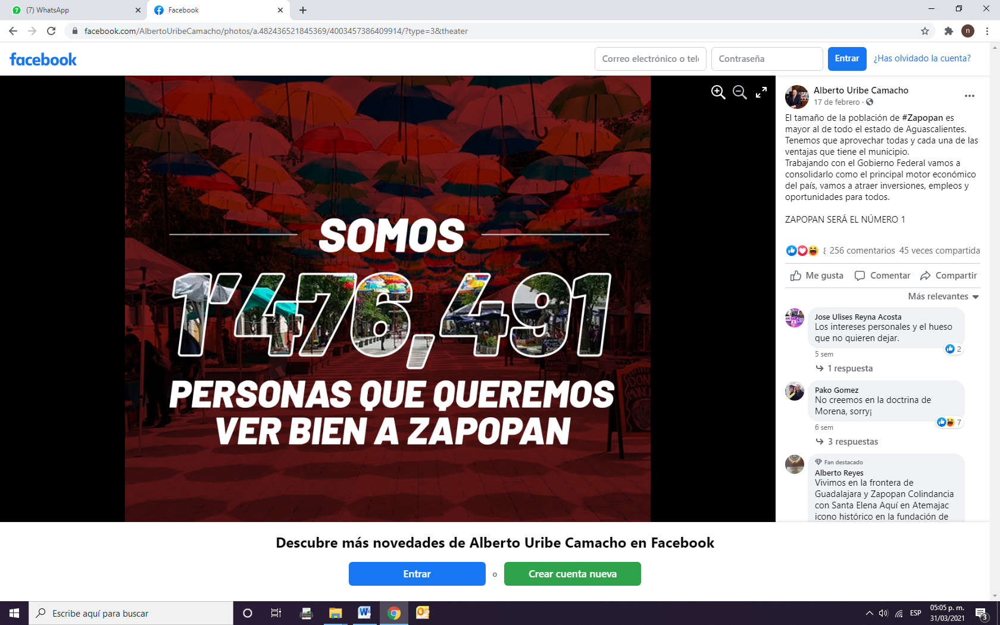 (7) WhatsApp
Facebook
facebook.com/AlbertoUribeCamacho/photos/a.482436521845369/4003457386409914/?type=3&theater
n
facebook
Correo electrónico o telé
Contraseña
Entrar
¿Has olvidado la cuenta?
SOMOS
1'476,491
PERSONAS QUE QUEREMOS
VER BIEN A ZAPOPAN
Alberto Uribe Camacho
17 de febrero ·
El tamaño de la población de #Zapopan es
mayor al de todo el estado de Aguascalientes.
Tenemos que aprovechar todas y cada una de las
ventajas que tiene el municipio.
Trabajando con el Gobierno Federal vamos a
consolidarlo como el principal motor económico
del país, vamos a atraer inversiones, empleos y
oportunidades para todos.
ZAPOPAN SERÁ EL NÚMERO 1
256 comentarios 45 veces compartida
Me gusta Comentar Compartir
Más relevantes
Jose Ulises Reyna Acosta
Los intereses personales y el hueso
que no quieren dejar.
2
5 sem
1 respuesta
Pako Gomez
No creemos en la doctrina de
Morena, sorry¡
7
6 sem
3 respuestas
Fan destacado
Alberto Reyes
Vivimos en la frontera de
Guadalajara y Zapopan Colindancia
con Santa Elena Aquí en Atemajac
icono histórico en la fundación de
Descubre más novedades de Alberto Uribe Camacho en Facebook
Entrar o Crear cuenta nueva
Escribe aquí para buscar
ESP
05:05 p. m.
31/03/2021
3